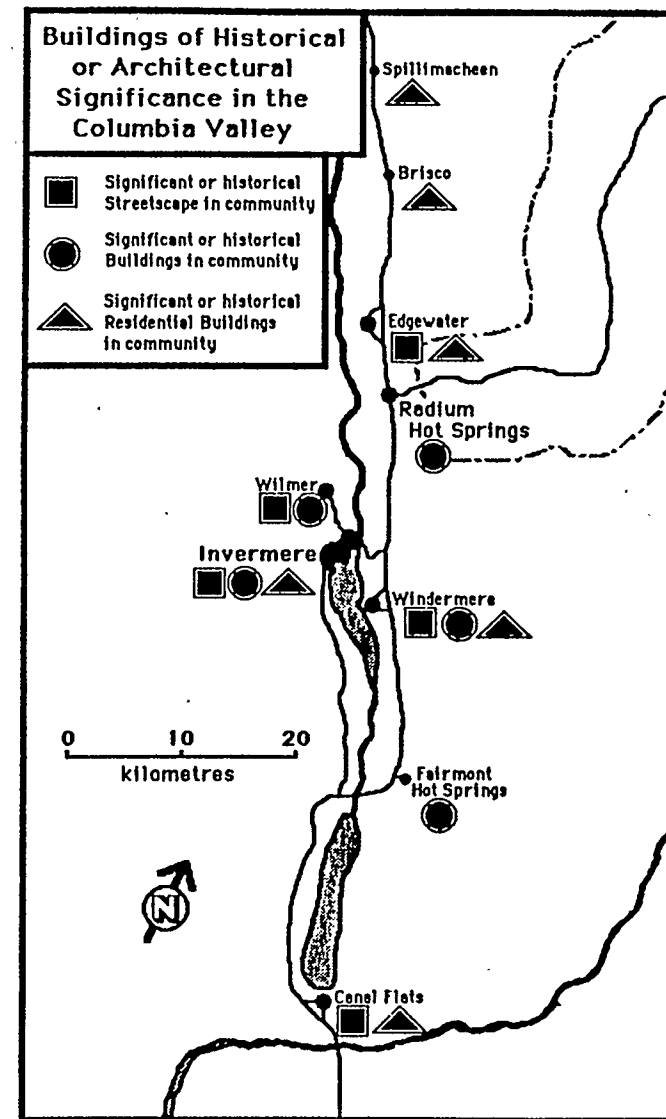 Buildings of Historical
or Architectural
Significance in the
Columbia Valley
Significant or historical
Streetscape in community
Significant or historical
Buildings in community
Significant or historical
Residential Buildings
in community
Spillimacheen
Brisco
Edgewater
Radium
Hot Springs
Wilmer
Invermere
Windermere
0 10 20
kilometres
Fairmont
Hot Springs
N
Canal Flats